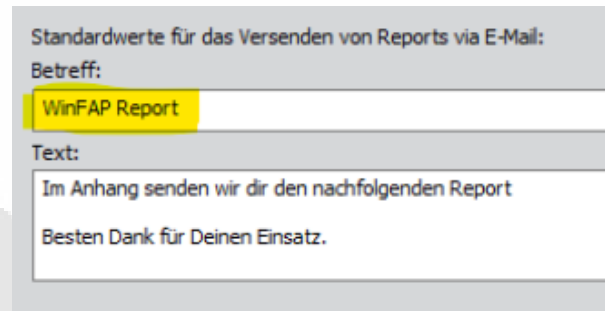 Standardwerte für das Versenden von Reports via E-Mail:
Betreff:
WinFAP Report
Text:
Im Anhang senden wir dir den nachfolgenden Report
Besten Dank für Deinen Einsatz.